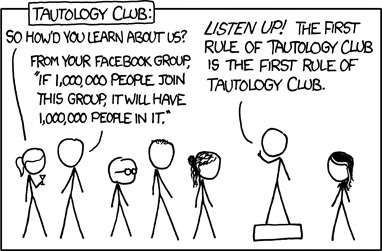 TAUTOLOGY CLUB:
SO HOW'D YOU LEARN ABOUT US?
FROM YOUR FACEBOOK GROUP,
"IF 1,000,000 PEOPLE JOIN
THIS GROUP, IT WILL HAVE
1,000,000 PEOPLE IN IT."
LISTEN UP! THE FIRST
RULE OF TAUTOLOGY CLUB
IS THE FIRST RULE OF
TAUTOLOGY CLUB.